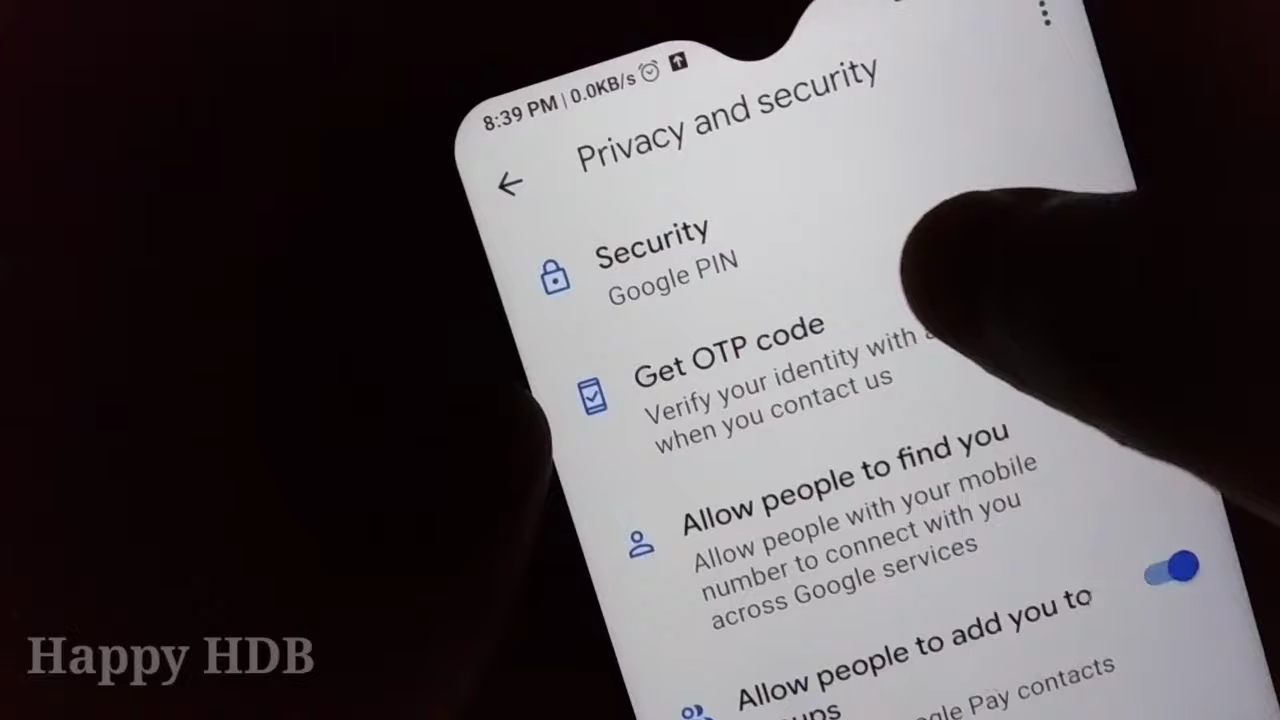 8:39 PM | 0.0KB/s
Privacy and security
Security
Google PIN
Get OTP code
Verify your identity with
when you contact us
Allow people to find you
Allow people with your mobile
number to connect with you
across Google services
Allow people to add you to
Pay contacts
Happy HDB